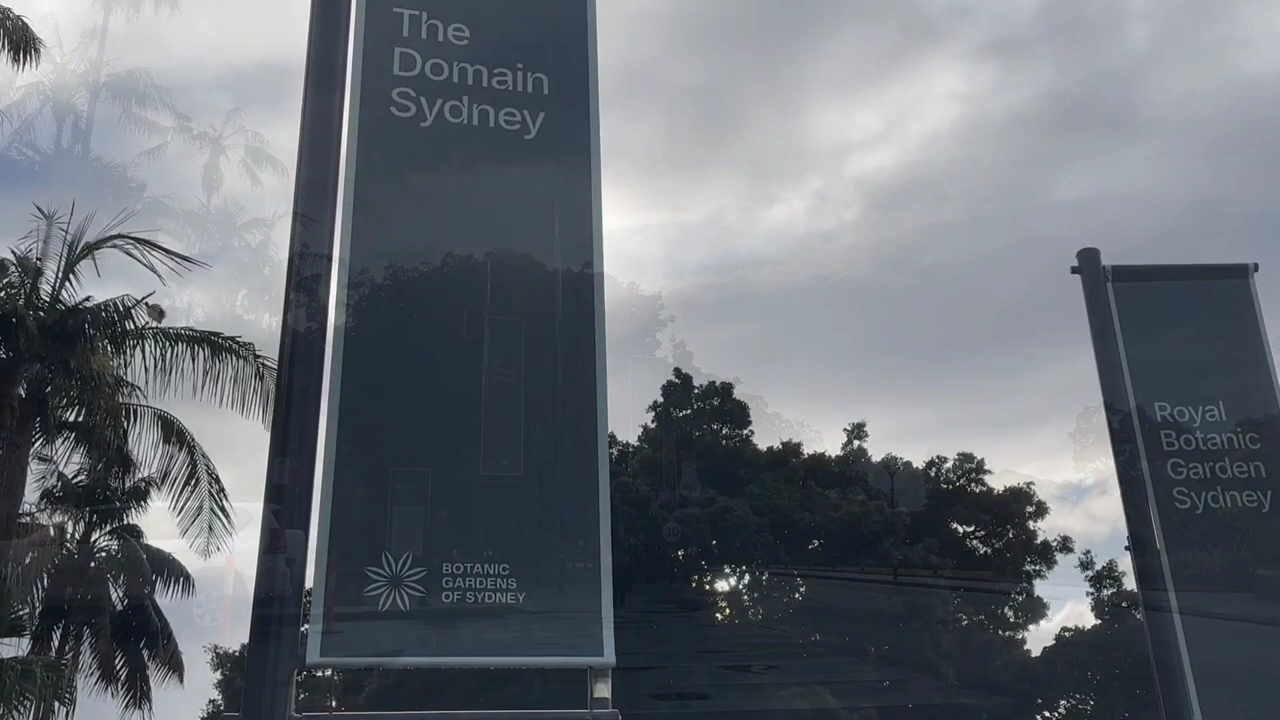 The
Domain
Sydney
BOTANIC
GARDENS
OF SYDNEY
Royal
Botanic
Garden
Sydney